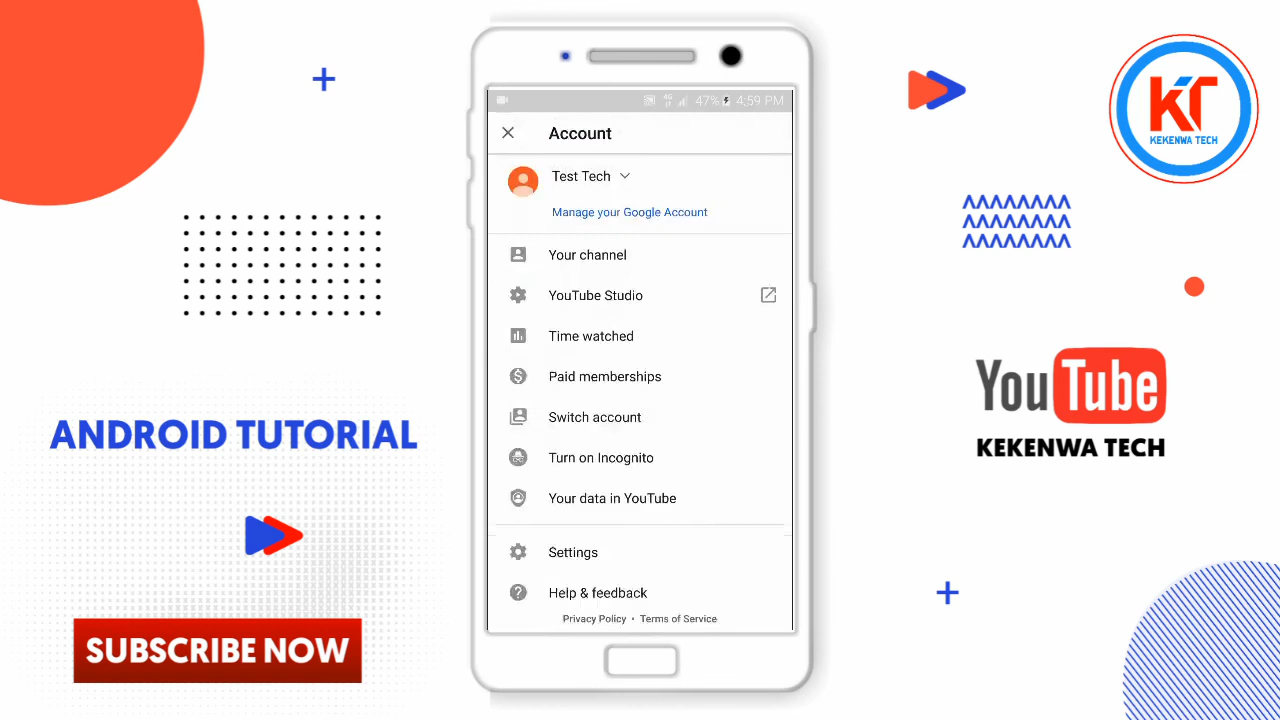 KT
KEKENWA TECH
4G
47% 4:59 PM
Account
Test Tech
Manage your Google Account
Your channel
YouTube Studio
Time watched
Paid memberships
Switch account
Turn on Incognito
Your data in YouTube
Settings
Help & feedback
Privacy Policy • Terms of Service
ANDROID TUTORIAL
SUBSCRIBE NOW
YouTube
KEKENWA TECH